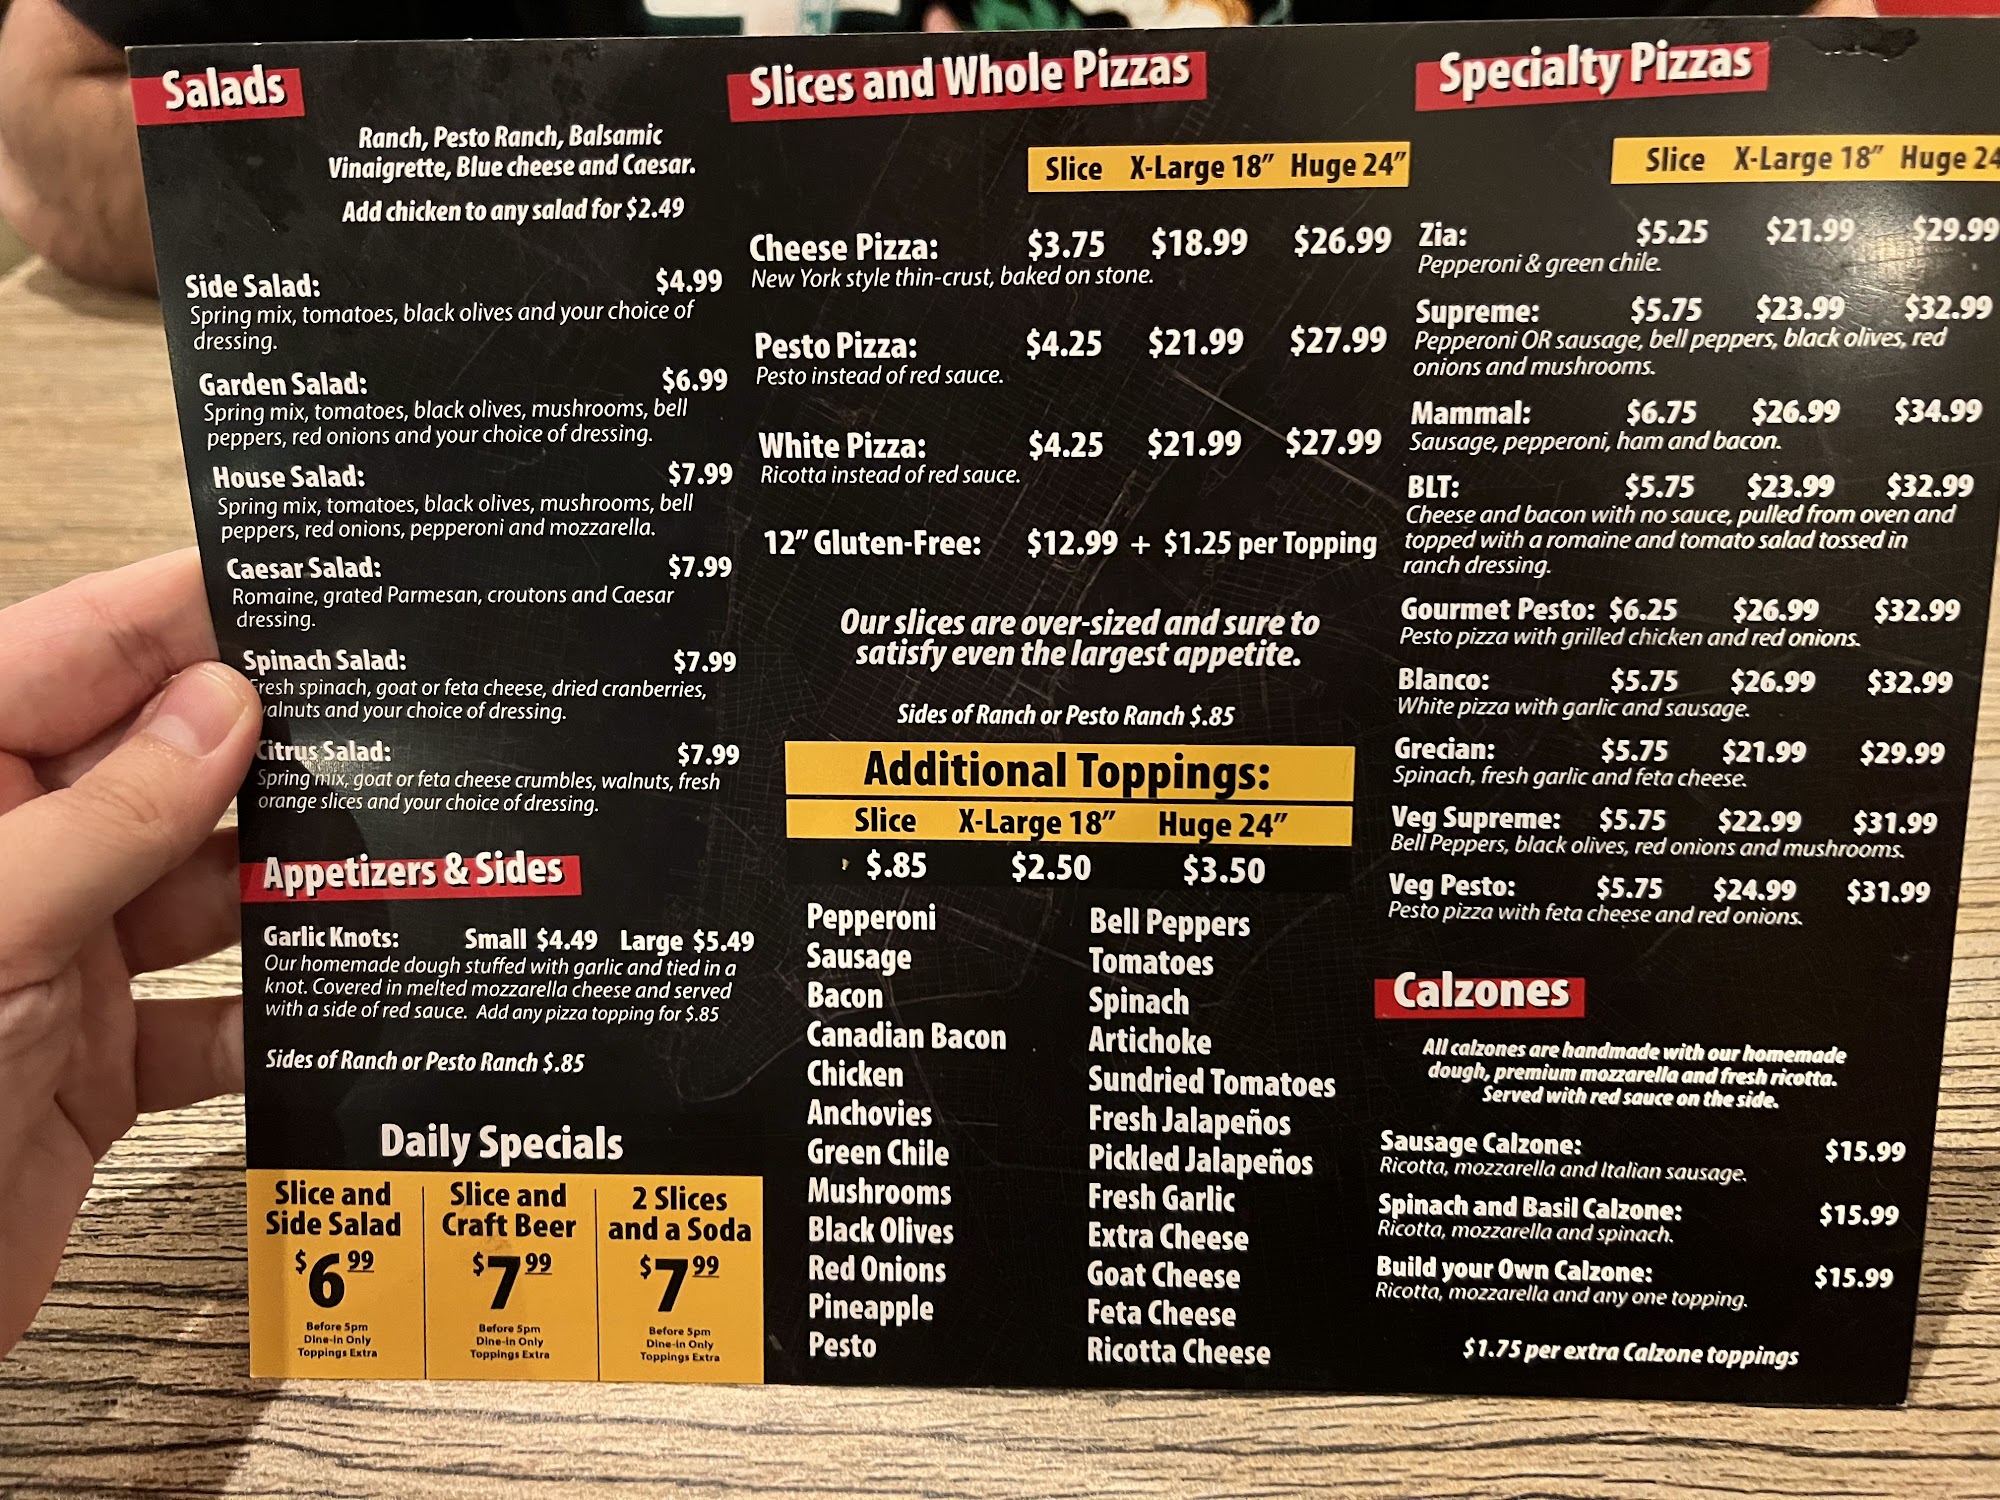 Salads
Ranch, Pesto Ranch, Balsamic
Vinaigrette, Blue cheese and Caesar.
Add chicken to any salad for $2.49
Side Salad: $4.99
Spring mix, tomatoes, black olives and your choice of
dressing.
Garden Salad: $6.99
Spring mix, tomatoes, black olives, mushrooms, bell
peppers, red onions and your choice of dressing.
House Salad: $7.99
Spring mix, tomatoes, black olives, mushrooms, bell
peppers, red onions, pepperoni and mozzarella.
Caesar Salad: $7.99
Romaine, grated Parmesan, croutons and Caesar
dressing.
Spinach Salad: $7.99
Fresh spinach, goat or feta cheese, dried cranberries,
walnuts and your choice of dressing.
Citrus Salad: $7.99
Spring mix, goat or feta cheese crumbles, walnuts, fresh
orange slices and your choice of dressing.
Appetizers & Sides
Garlic Knots: Small $4.49 Large $5.49
Our homemade dough stuffed with garlic and tied in a
knot. Covered in melted mozzarella cheese and served
with a side of red sauce. Add any pizza topping for $.85
Sides of Ranch or Pesto Ranch $.85
Daily Specials
Slice and
Side Salad
$6.99
Before 5pm
Dine-in Only
Toppings Extra
Slice and
Craft Beer
$7.99
Before 5pm
Dine-in Only
Toppings Extra
2 Slices
and a Soda
$7.99
Before 5pm
Dine-in Only
Toppings Extra
Slices and Whole Pizzas
Slice X-Large 18" Huge 24"
Cheese Pizza: $3.75 $18.99 $26.99
New York style thin-crust, baked on stone.
Pesto Pizza: $4.25 $21.99 $27.99
Pesto instead of red sauce.
White Pizza: $4.25 $21.99 $27.99
Ricotta instead of red sauce.
12" Gluten-Free: $12.99 + $1.25 per Topping
Our slices are over-sized and sure to
satisfy even the largest appetite.
Sides of Ranch or Pesto Ranch $.85
Additional Toppings:
Slice X-Large 18" Huge 24"
$.85 $2.50 $3.50
Pepperoni
Sausage
Bacon
Canadian Bacon
Chicken
Anchovies
Green Chile
Mushrooms
Black Olives
Red Onions
Pineapple
Pesto
Bell Peppers
Tomatoes
Spinach
Artichoke
Sundried Tomatoes
Fresh Jalapeños
Pickled Jalapeños
Fresh Garlic
Extra Cheese
Goat Cheese
Feta Cheese
Ricotta Cheese
Specialty Pizzas
Slice X-Large 18" Huge 24
Zia: $5.25 $21.99 $29.99
Pepperoni & green chile.
Supreme: $5.75 $23.99 $32.99
Pepperoni OR sausage, bell peppers, black olives, red
onions and mushrooms.
Mammal: $6.75 $26.99 $34.99
Sausage, pepperoni, ham and bacon.
BLT: $5.75 $23.99 $32.99
Cheese and bacon with no sauce, pulled from oven and
topped with a romaine and tomato salad tossed in
ranch dressing.
Gourmet Pesto: $6.25 $26.99 $32.99
Pesto pizza with grilled chicken and red onions.
Blanco: $5.75 $26.99 $32.99
White pizza with garlic and sausage.
Grecian: $5.75 $21.99 $29.99
Spinach, fresh garlic and feta cheese.
Veg Supreme: $5.75 $22.99 $31.99
Bell Peppers, black olives, red onions and mushrooms.
Veg Pesto: $5.75 $24.99 $31.99
Pesto pizza with feta cheese and red onions.
Calzones
All calzones are handmade with our homemade
dough, premium mozzarella and fresh ricotta.
Served with red sauce on the side.
Sausage Calzone: $15.99
Ricotta, mozzarella and Italian sausage.
Spinach and Basil Calzone: $15.99
Ricotta, mozzarella and spinach.
Build your Own Calzone: $15.99
Ricotta, mozzarella and any one topping.
$1.75 per extra Calzone toppings